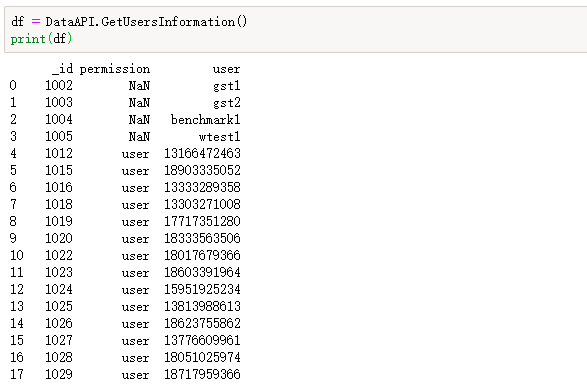 df = DataAPI.GetUsersInformation()
print(df)
_id permission user
0 1002 NaN gst1
1 1003 NaN gst2
2 1004 NaN benchmark1
3 1005 NaN wtest1
4 1012 user 13166472463
5 1015 user 18903335052
6 1016 user 13333289358
7 1018 user 13303271008
8 1019 user 17717351280
9 1020 user 18333563506
10 1022 user 18017679366
11 1023 user 18603391964
12 1024 user 15951925234
13 1025 user 13813988613
14 1026 user 18623755862
15 1027 user 13776609961
16 1028 user 18051025974
17 1029 user 18717959366